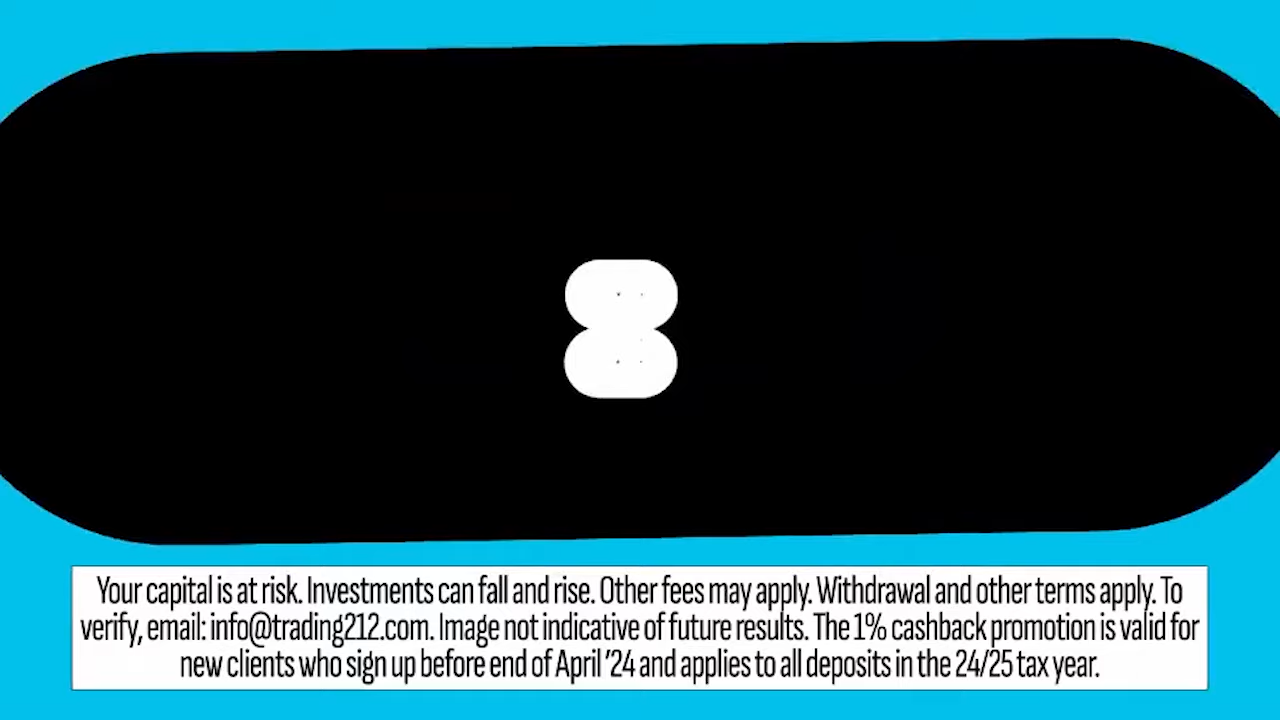 8
Your capital is at risk. Investments can fall and rise. Other fees may apply. Withdrawal and other terms apply. To
verify, email: info@trading212.com. Image not indicative of future results. The 1% cashback promotion is valid for
new clients who sign up before end of April '24 and applies to all deposits in the 24/25 tax year.